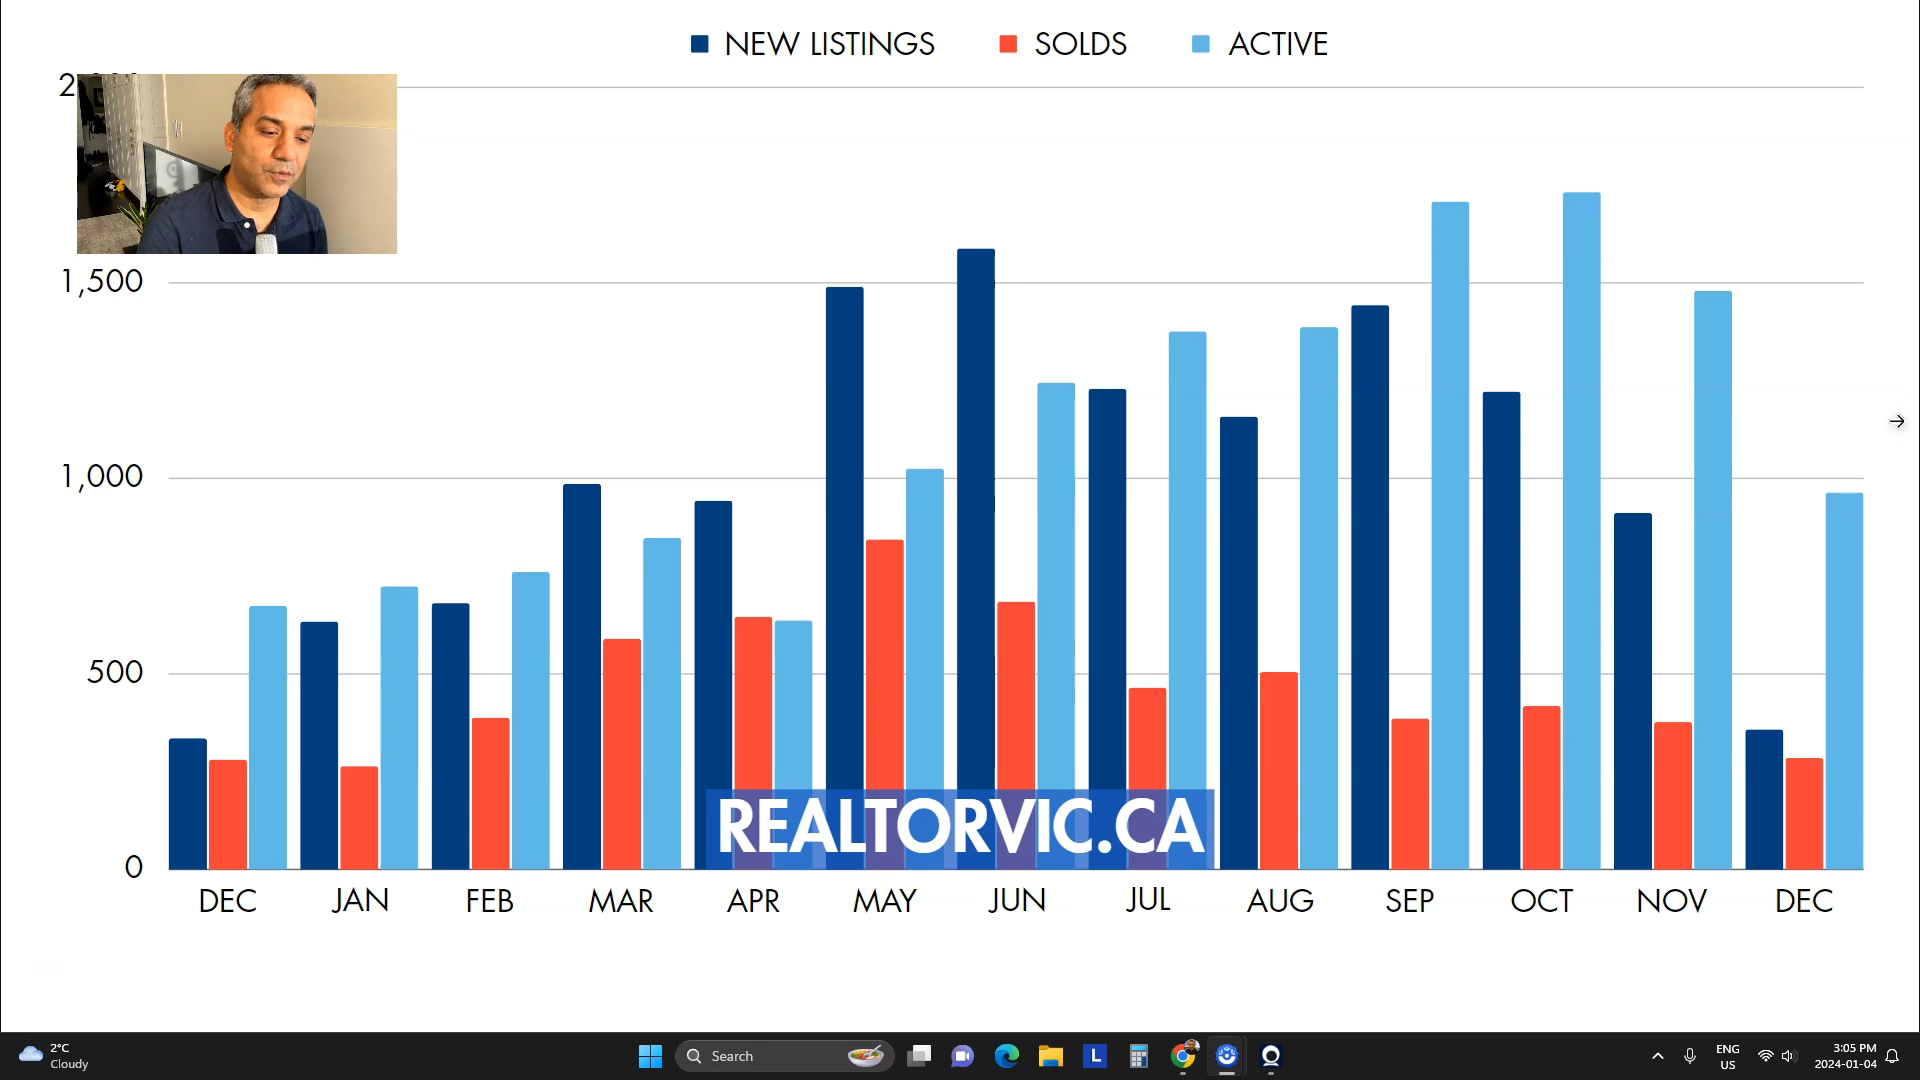 NEW LISTINGS SOLDS ACTIVE
1,500
1,000
500
0
REALTORVIC.CA
DEC JAN FEB MAR APR MAY JUN JUL AUG SEP OCT NOV DEC
2°C
Cloudy
Search
L
ENG
US
3:05 PM
2024-01-04